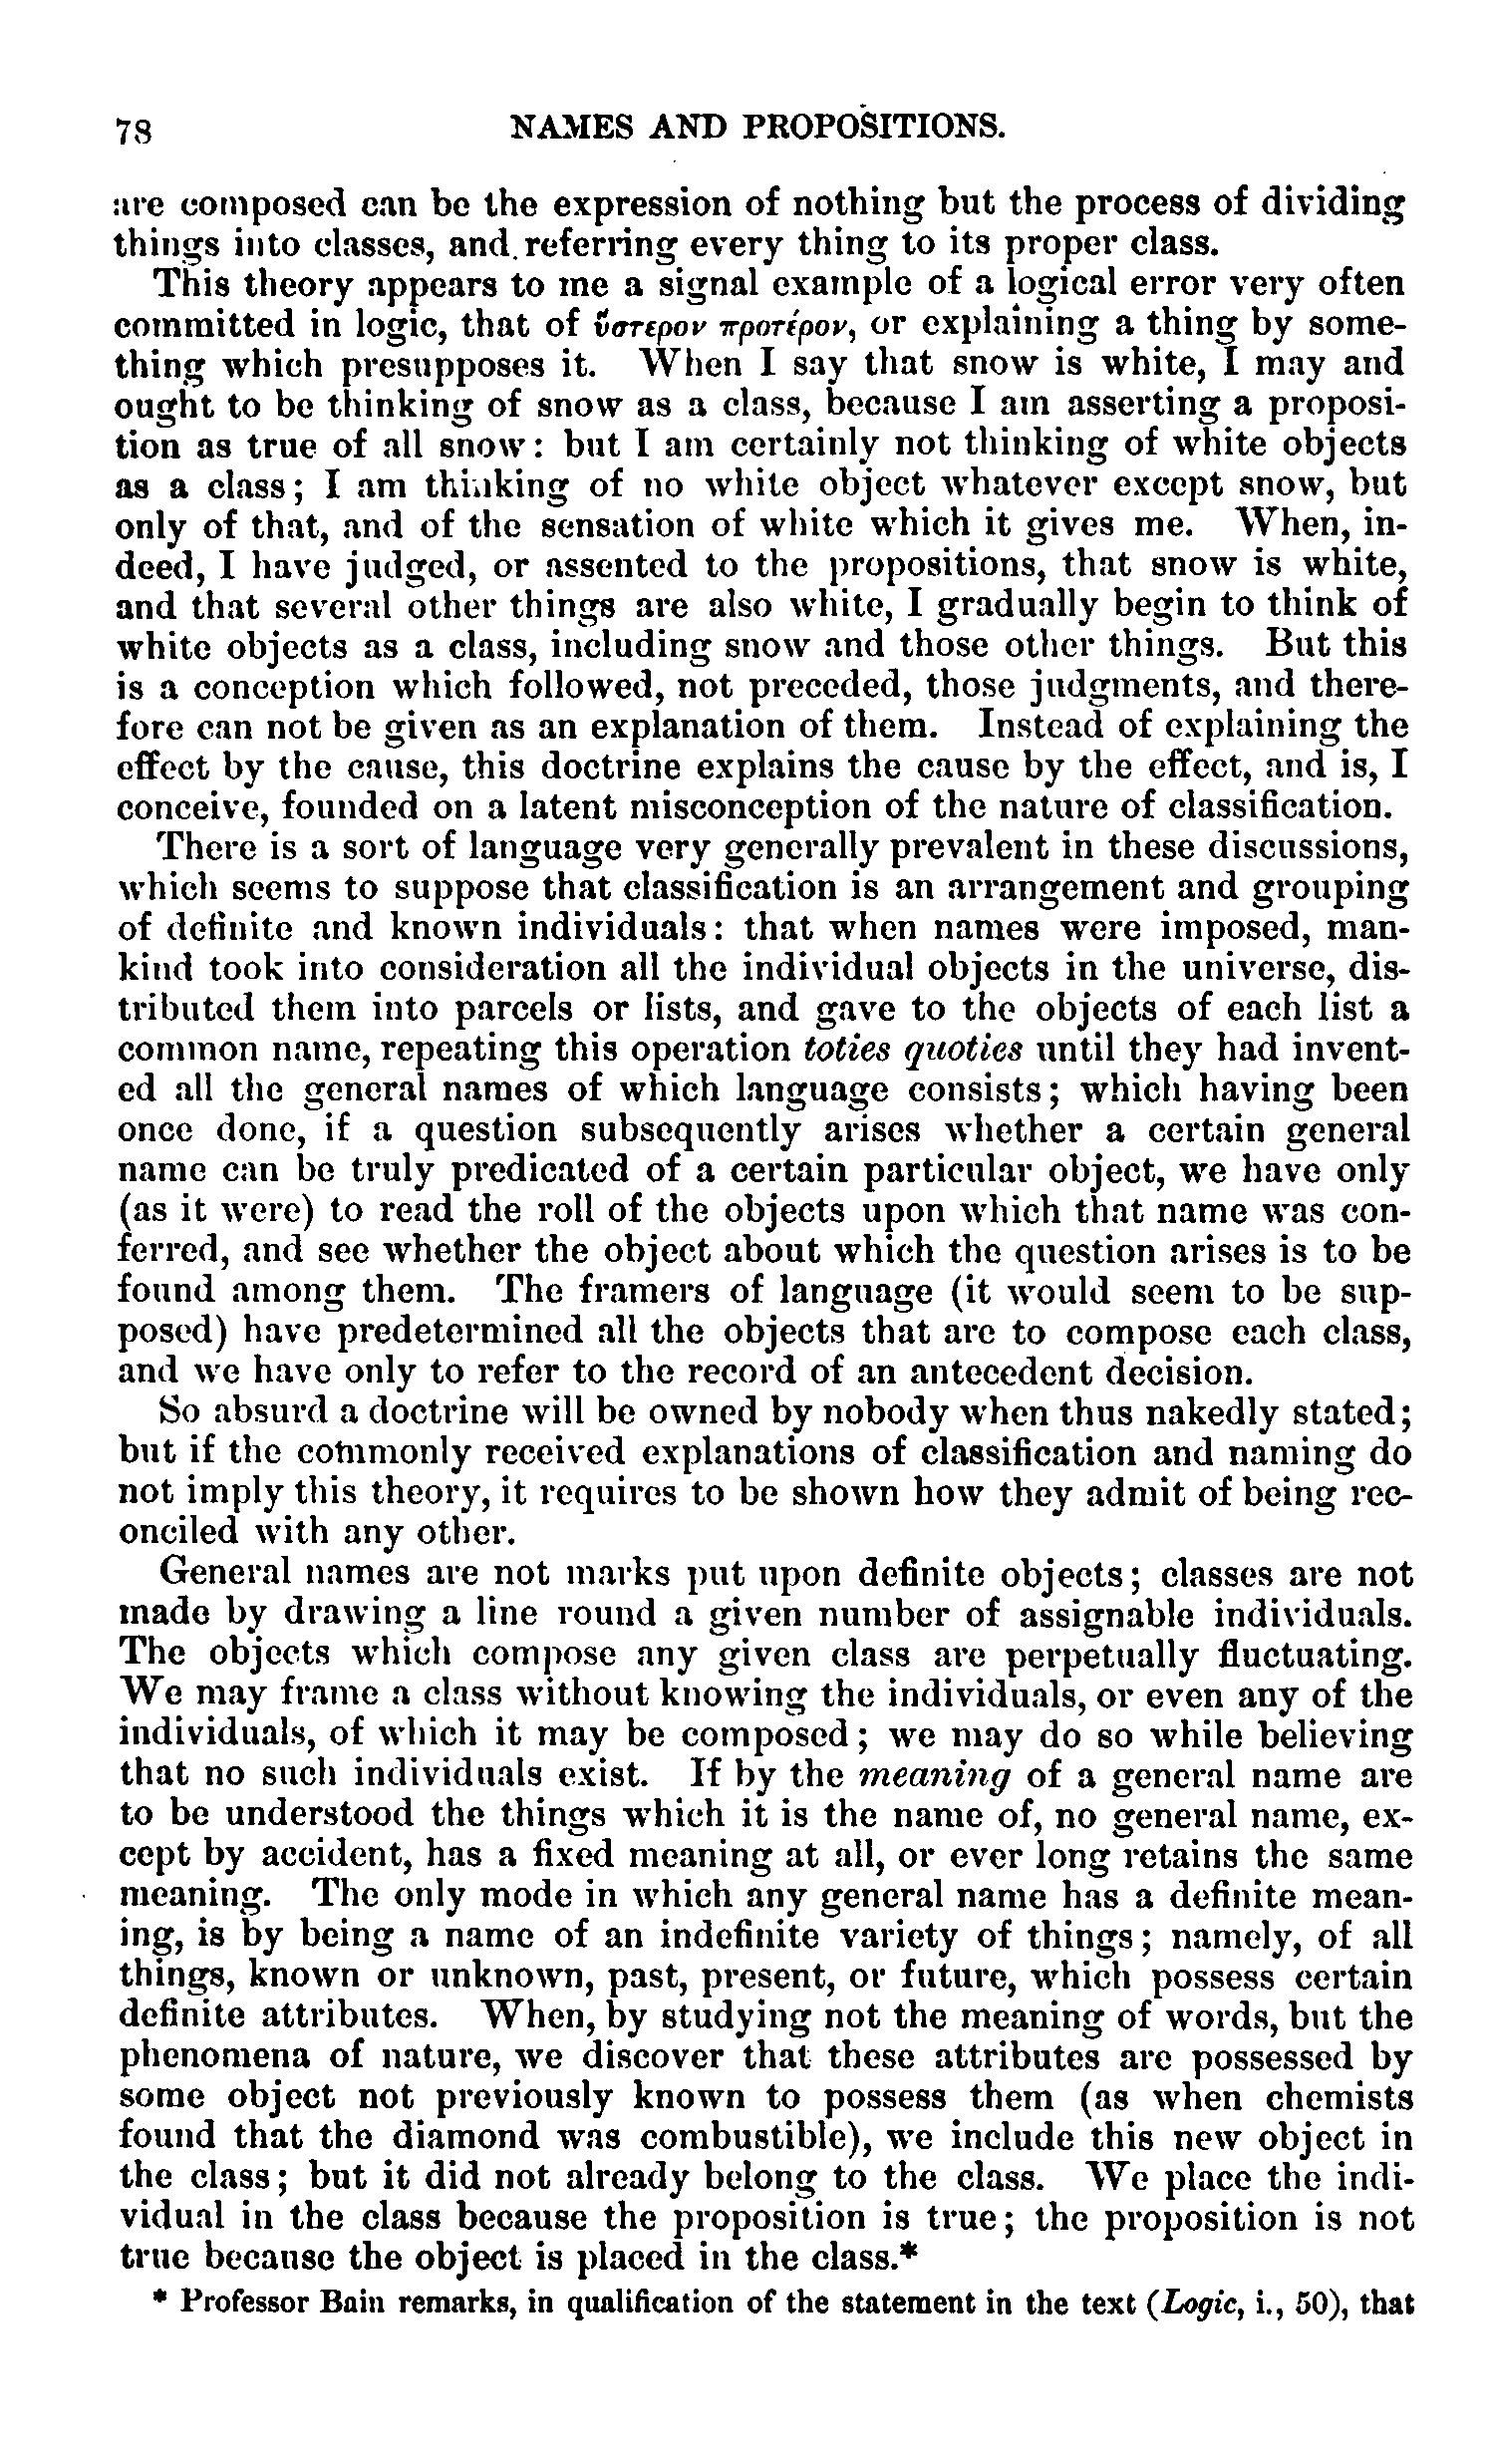 78 NAMES AND PROPOSITIONS.
are composed can be the expression of nothing but the process of dividing
things into classes, and referring every thing to its proper class.
This theory appears to me a signal example of a logical error very often
committed in logic, that of ὕστερον προτέρον, or explaining a thing by some-
thing which presupposes it. When I say that snow is white, I may and
ought to be thinking of snow as a class, because I am asserting a proposi-
tion as true of all snow: but I am certainly not thinking of white objects
as a class; I am thinking of no white object whatever except snow, but
only of that, and of the sensation of white which it gives me. When, in-
deed, I have judged, or assented to the propositions, that snow is white,
and that several other things are also white, I gradually begin to think of
white objects as a class, including snow and those other things. But this
is a conception which followed, not preceded, those judgments, and there-
fore can not be given as an explanation of them. Instead of explaining the
effect by the cause, this doctrine explains the cause by the effect, and is, I
conceive, founded on a latent misconception of the nature of classification.
There is a sort of language very generally prevalent in these discussions,
which seems to suppose that classification is an arrangement and grouping
of definite and known individuals: that when names were imposed, man-
kind took into consideration all the individual objects in the universe, dis-
tributed them into parcels or lists, and gave to the objects of each list a
common name, repeating this operation toties quoties until they had invent-
ed all the general names of which language consists; which having been
once done, if a question subsequently arises whether a certain general
name can be truly predicated of a certain particular object, we have only
(as it were) to read the roll of the objects upon which that name was con-
ferred, and see whether the object about which the question arises is to be
found among them. The framers of language (it would seem to be sup-
posed) have predetermined all the objects that are to compose each class,
and we have only to refer to the record of an antecedent decision.
So absurd a doctrine will be owned by nobody when thus nakedly stated;
but if the commonly received explanations of classification and naming do
not imply this theory, it requires to be shown how they admit of being rec-
onciled with any other.
General names are not marks put upon definite objects; classes are not
made by drawing a line round a given number of assignable individuals.
The objects which compose any given class are perpetually fluctuating.
We may frame a class without knowing the individuals, or even any of the
individuals, of which it may be composed; we may do so while believing
that no such individuals exist. If by the meaning of a general name are
to be understood the things which it is the name of, no general name, ex-
cept by accident, has a fixed meaning at all, or ever long retains the same
meaning. The only mode in which any general name has a definite mean-
ing, is by being a name of an indefinite variety of things; namely, of all
things, known or unknown, past, present, or future, which possess certain
definite attributes. When, by studying not the meaning of words, but the
phenomena of nature, we discover that these attributes are possessed by
some object not previously known to possess them (as when chemists
found that the diamond was combustible), we include this new object in
the class; but it did not already belong to the class. We place the indi-
vidual in the class because the proposition is true; the proposition is not
true because the object is placed in the class.*
* Professor Bain remarks, in qualification of the statement in the text (Logic, i., 50), that